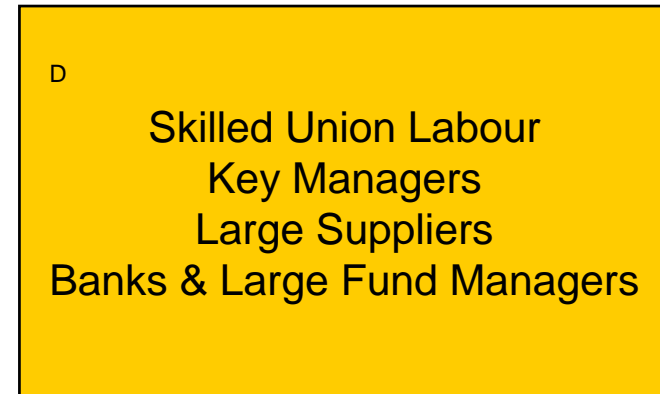 D
Skilled Union Labour
Key Managers
Large Suppliers
Banks & Large Fund Managers